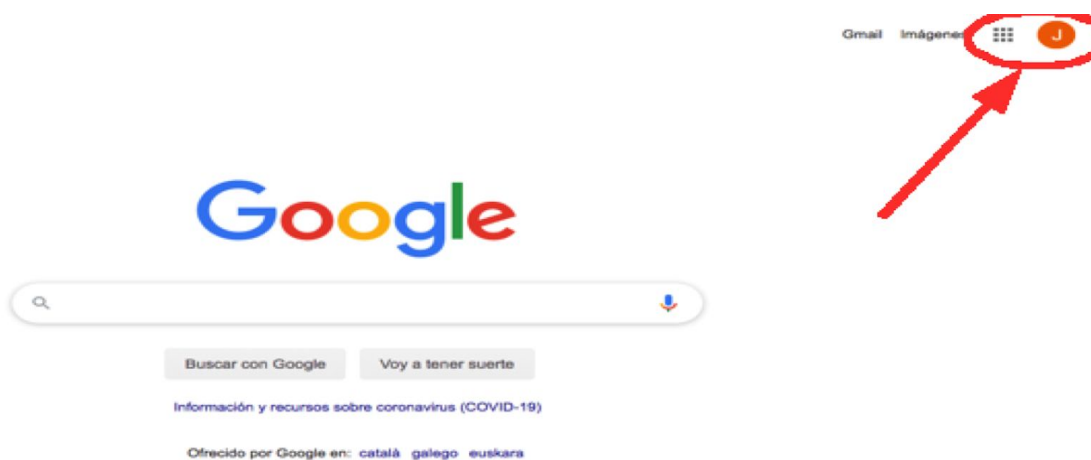 Gmail Imágenes J
Google
Buscar con Google Voy a tener suerte
Información y recursos sobre coronavirus (COVID-19)
Ofrecido por Google en: català galego euskara